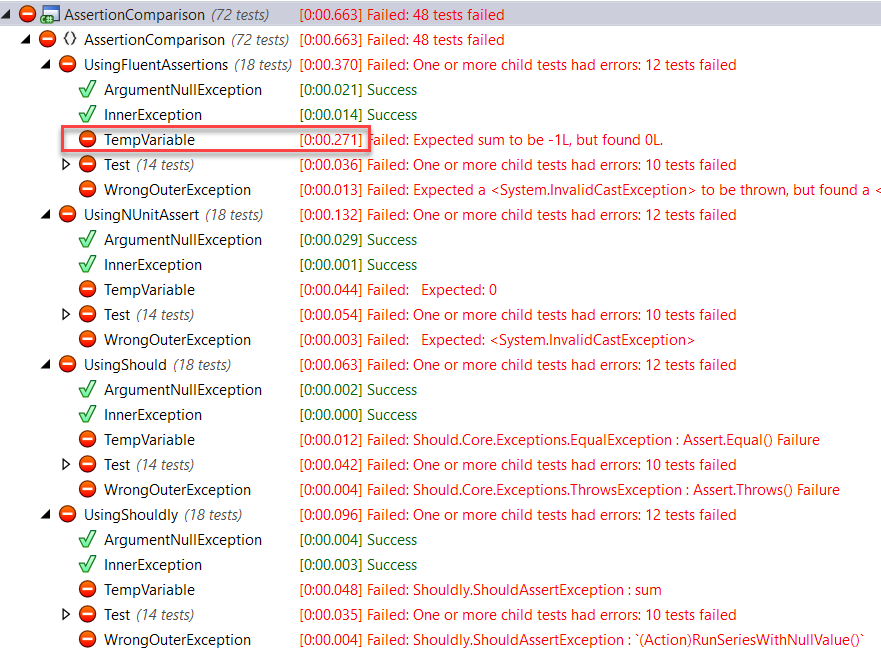 AssertionComparison (72 tests) [0:00.663] Failed: 48 tests failed
AssertionComparison (72 tests) [0:00.663] Failed: 48 tests failed
UsingFluentAssertions (18 tests) [0:00.370] Failed: One or more child tests had errors: 12 tests failed
ArgumentNullException [0:00.021] Success
InnerException [0:00.014] Success
TempVariable [0:00.271] Failed: Expected sum to be -1L, but found 0L.
Test (14 tests) [0:00.036] Failed: One or more child tests had errors: 10 tests failed
WrongOuterException [0:00.013] Failed: Expected a <System.InvalidCastException> to be thrown, but found a <
UsingNUnitAssert (18 tests) [0:00.132] Failed: One or more child tests had errors: 12 tests failed
ArgumentNullException [0:00.029] Success
InnerException [0:00.001] Success
TempVariable [0:00.044] Failed: Expected: 0
Test (14 tests) [0:00.054] Failed: One or more child tests had errors: 10 tests failed
WrongOuterException [0:00.003] Failed: Expected: <System.InvalidCastException>
UsingShould (18 tests) [0:00.063] Failed: One or more child tests had errors: 12 tests failed
ArgumentNullException [0:00.002] Success
InnerException [0:00.000] Success
TempVariable [0:00.012] Failed: Should.Core.Exceptions.EqualException : Assert.Equal() Failure
Test (14 tests) [0:00.042] Failed: One or more child tests had errors: 10 tests failed
WrongOuterException [0:00.004] Failed: Should.Core.Exceptions.ThrowsException : Assert.Throws() Failure
UsingShouldly (18 tests) [0:00.096] Failed: One or more child tests had errors: 12 tests failed
ArgumentNullException [0:00.004] Success
InnerException [0:00.003] Success
TempVariable [0:00.048] Failed: Shouldly.ShouldAssertException : sum
Test (14 tests) [0:00.035] Failed: One or more child tests had errors: 10 tests failed
WrongOuterException [0:00.004] Failed: Shouldly.ShouldAssertException : `(Action)RunSeriesWithNullValue()`